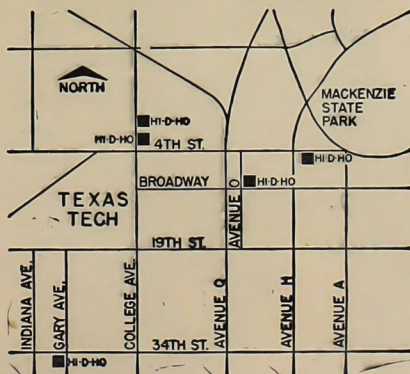 NORTH
MACKENZIE
STATE
PARK
HI-D-HO
HI-D-HO
4TH ST.
HI-D-HO
BROADWAY
HI-D-HO
TEXAS
TECH
AVENUE O
19TH ST.
INDIANA AVE.
GARY AVE.
COLLEGE AVE.
AVENUE Q
AVENUE H
AVENUE A
34TH ST.
HI-D-HO